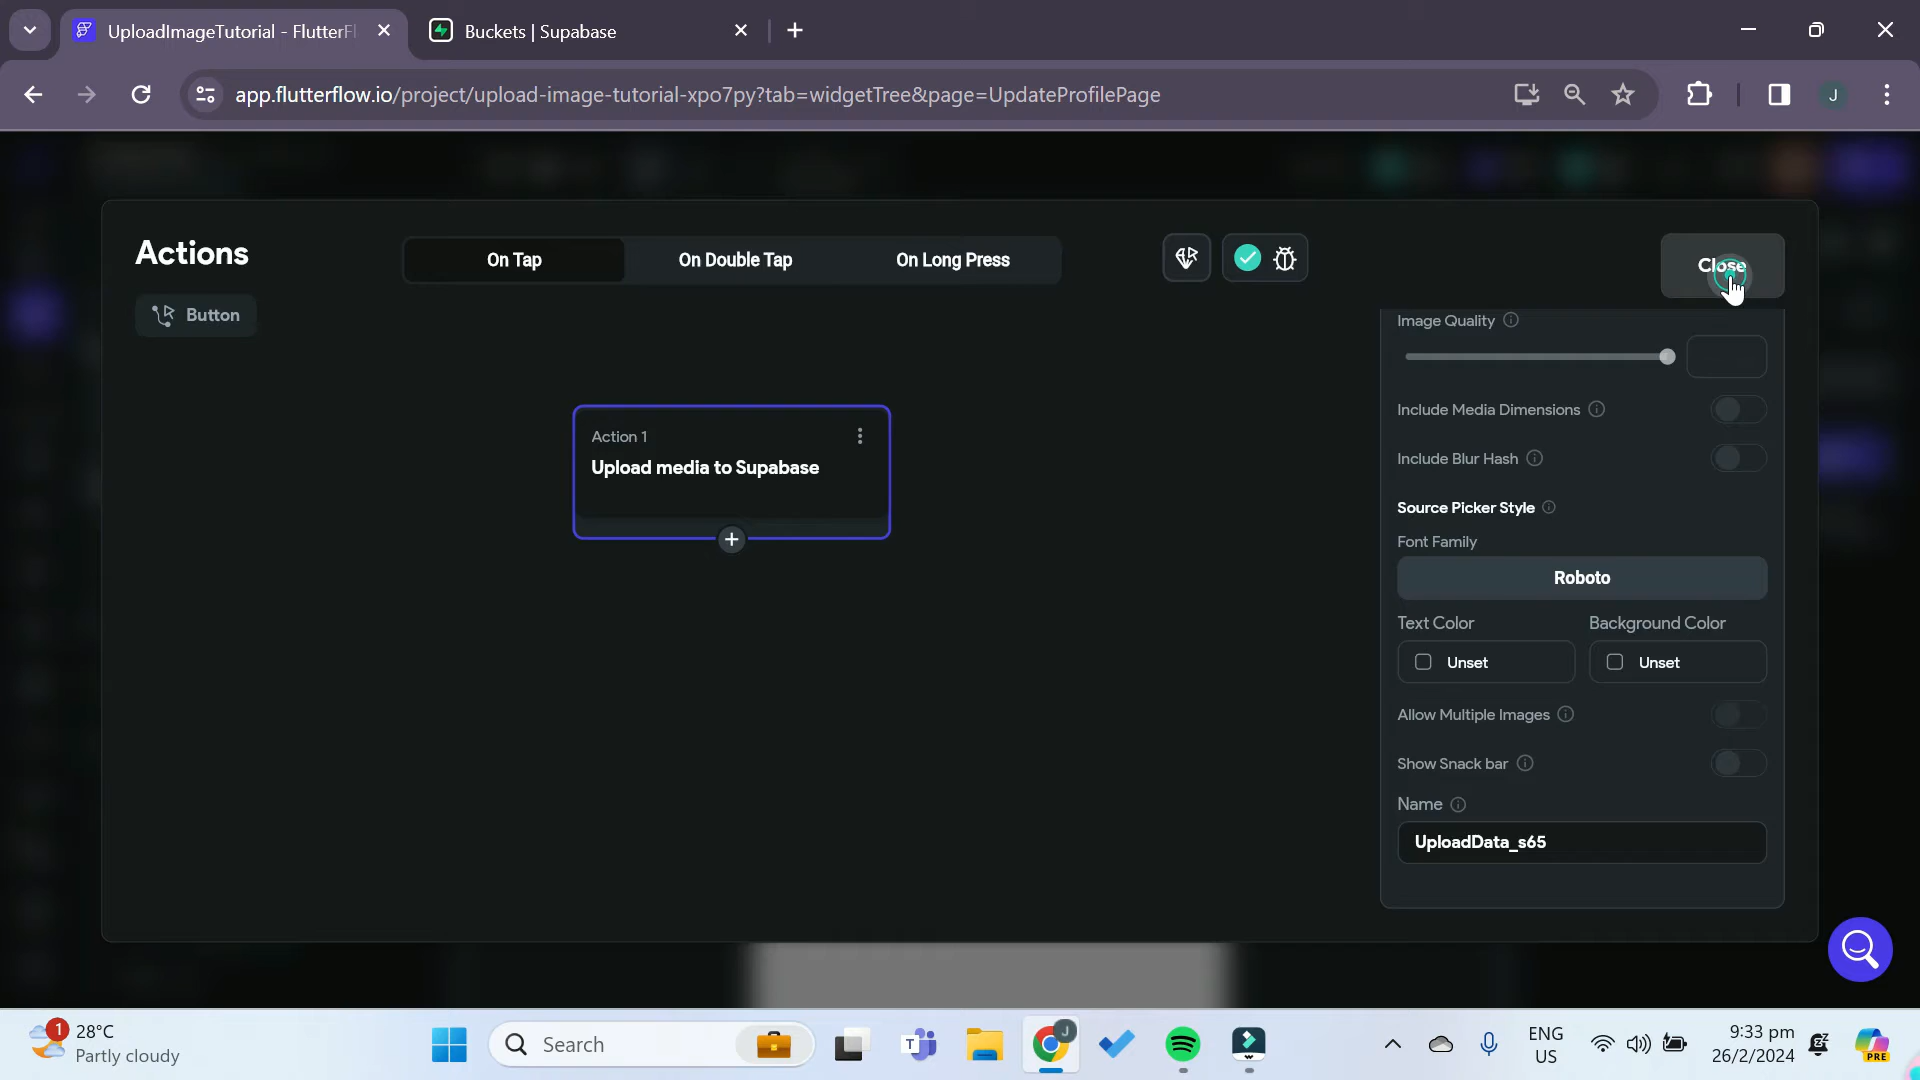 UploadImageTutorial - FlutterFl
Buckets | Supabase
app.flutterflow.io/project/upload-image-tutorial-xpo7py?tab=widgetTree&page=UpdateProfilePage
J
Actions
On Tap
On Double Tap
On Long Press
Close
Button
Image Quality
Action 1
Upload media to Supabase
Include Media Dimensions
Include Blur Hash
Source Picker Style
Font Family
Roboto
Text Color
Background Color
Unset
Unset
Allow Multiple Images
Show Snack bar
Name
UploadData_s65
1
28°C
Partly cloudy
Search
T
J
ENG
US
9:33 pm
26/2/2024
PRE